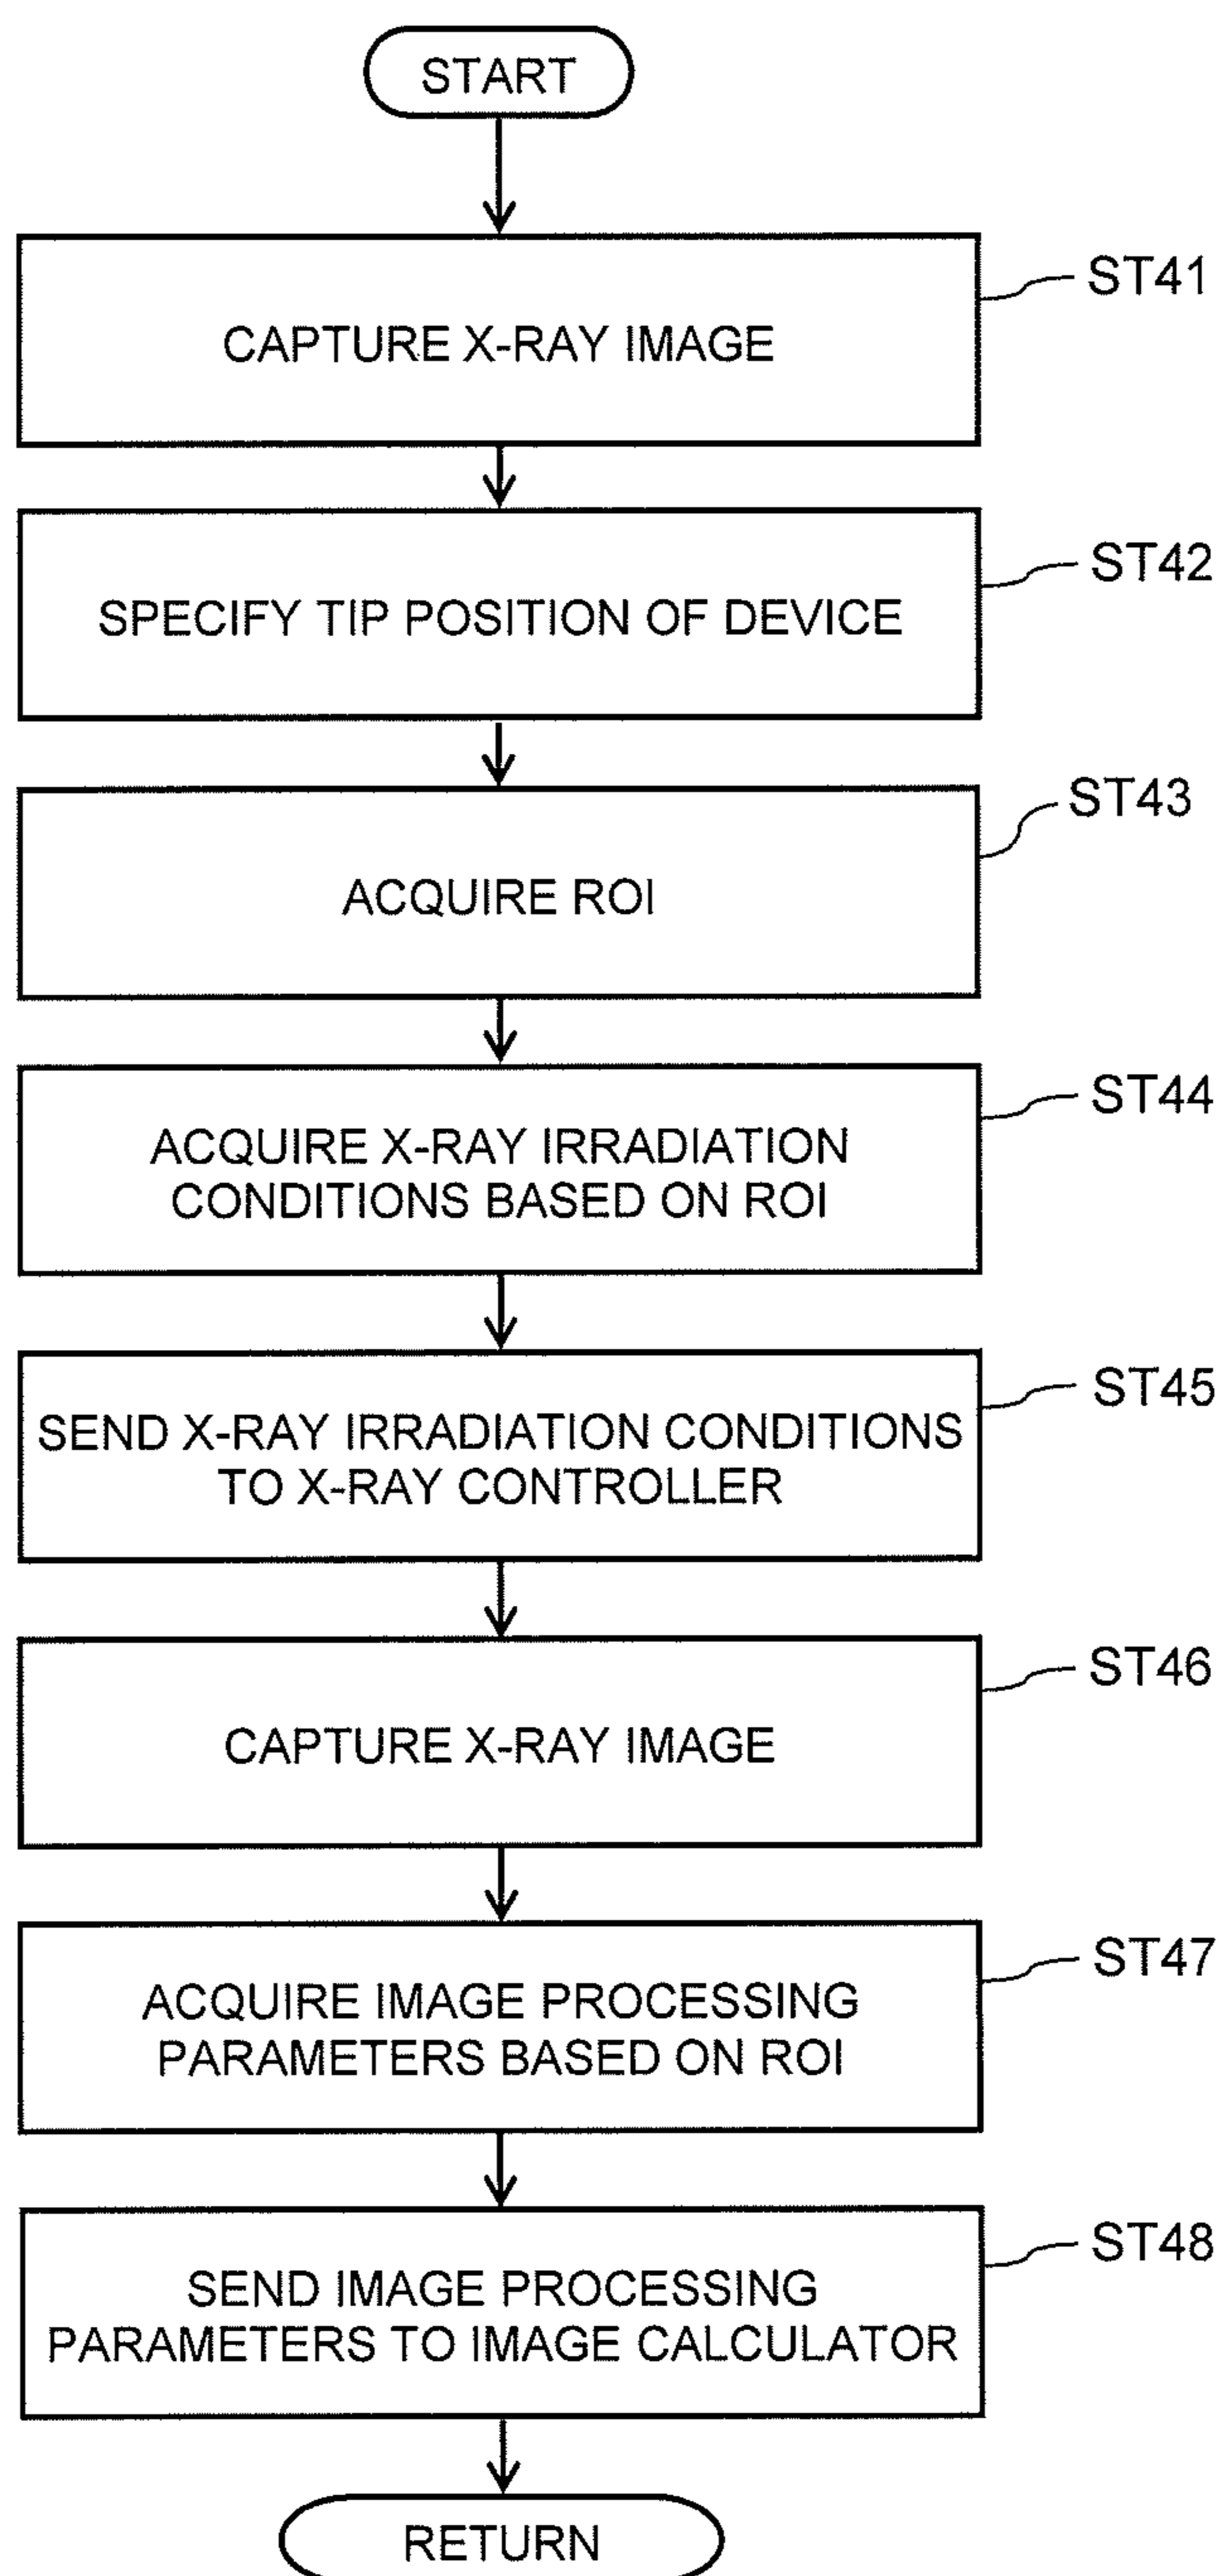 START
ST41
CAPTURE X-RAY IMAGE
ST42
SPECIFY TIP POSITION OF DEVICE
ST43
ACQUIRE ROI
ST44
ACQUIRE X-RAY IRRADIATION
CONDITIONS BASED ON ROI
ST45
SEND X-RAY IRRADIATION CONDITIONS
TO X-RAY CONTROLLER
ST46
CAPTURE X-RAY IMAGE
ST47
ACQUIRE IMAGE PROCESSING
PARAMETERS BASED ON ROI
ST48
SEND IMAGE PROCESSING
PARAMETERS TO IMAGE CALCULATOR
RETURN